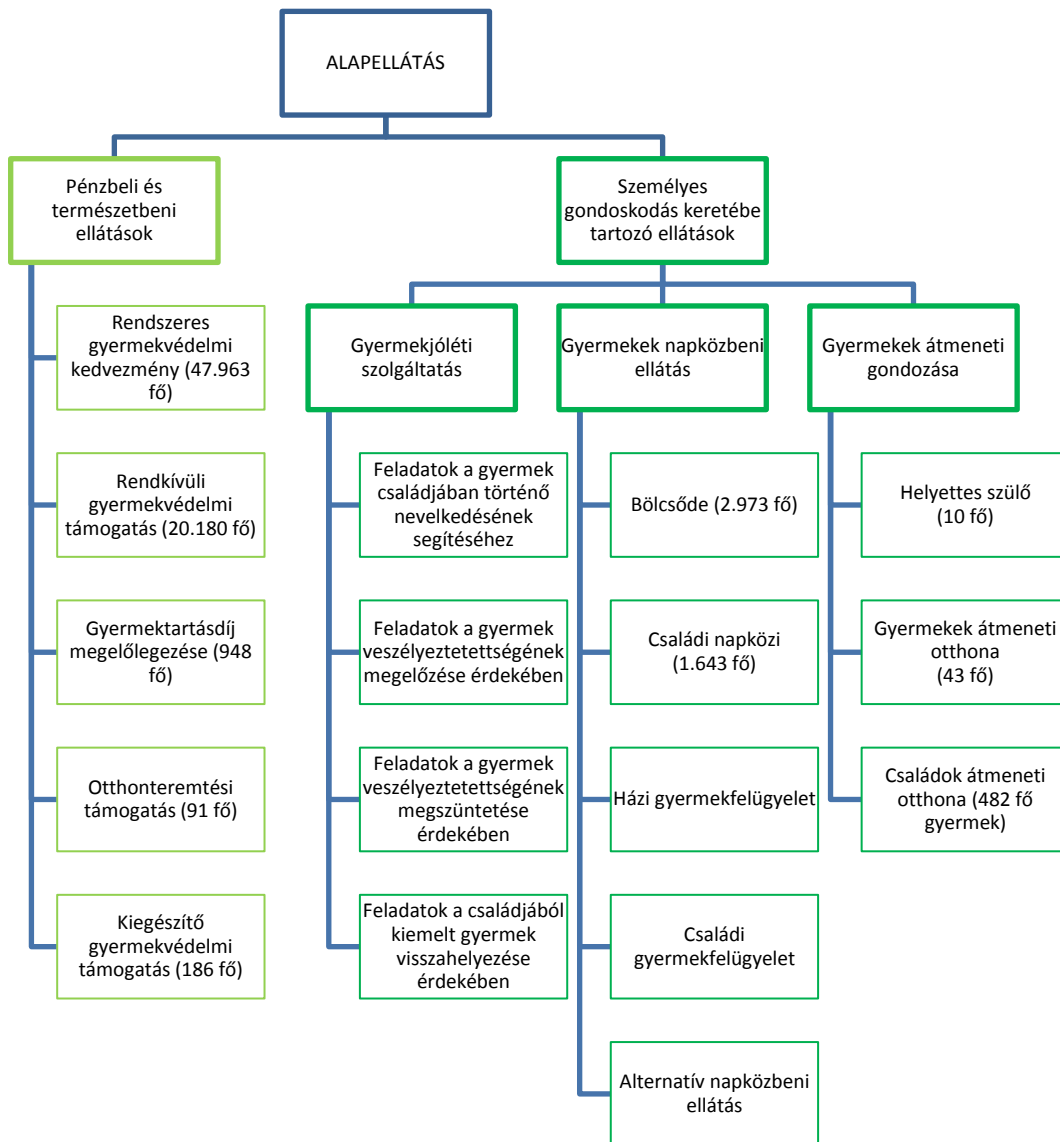 ALAPELLÁTÁS
Pénzbeli és
természetbeni
ellátások
Rendszeres
gyermekvédelmi
kedvezmény (47.963
fő)
Rendkívüli
gyermekvédelmi
támogatás (20.180 fő)
Gyermektartásdíj
megelőlegezése (948
fő)
Otthonteremtési
támogatás (91 fő)
Kiegészítő
gyermekvédelmi
támogatás (186 fő)
Személyes
gondoskodás keretébe
tartozó ellátások
Gyermekjóléti
szolgáltatás
Feladatok a gyermek
családjában történő
nevelkedésének
segítéséhez
Feladatok a gyermek
veszélyeztetettségének
megelőzése érdekében
Feladatok a gyermek
veszélyeztetettségének
megszüntetése
érdekében
Feladatok a családjából
kiemelt gyermek
visszahelyezése
érdekében
Gyermekek napközbeni
ellátás
Bölcsőde (2.973 fő)
Családi napközi
(1.643 fő)
Házi gyermekfelügyelet
Családi
gyermekfelügyelet
Alternatív napközbeni
ellátás
Gyermekek átmeneti
gondozása
Helyettes szülő
(10 fő)
Gyermekek átmeneti
otthona
(43 fő)
Családok átmeneti
otthona (482 fő
gyermek)